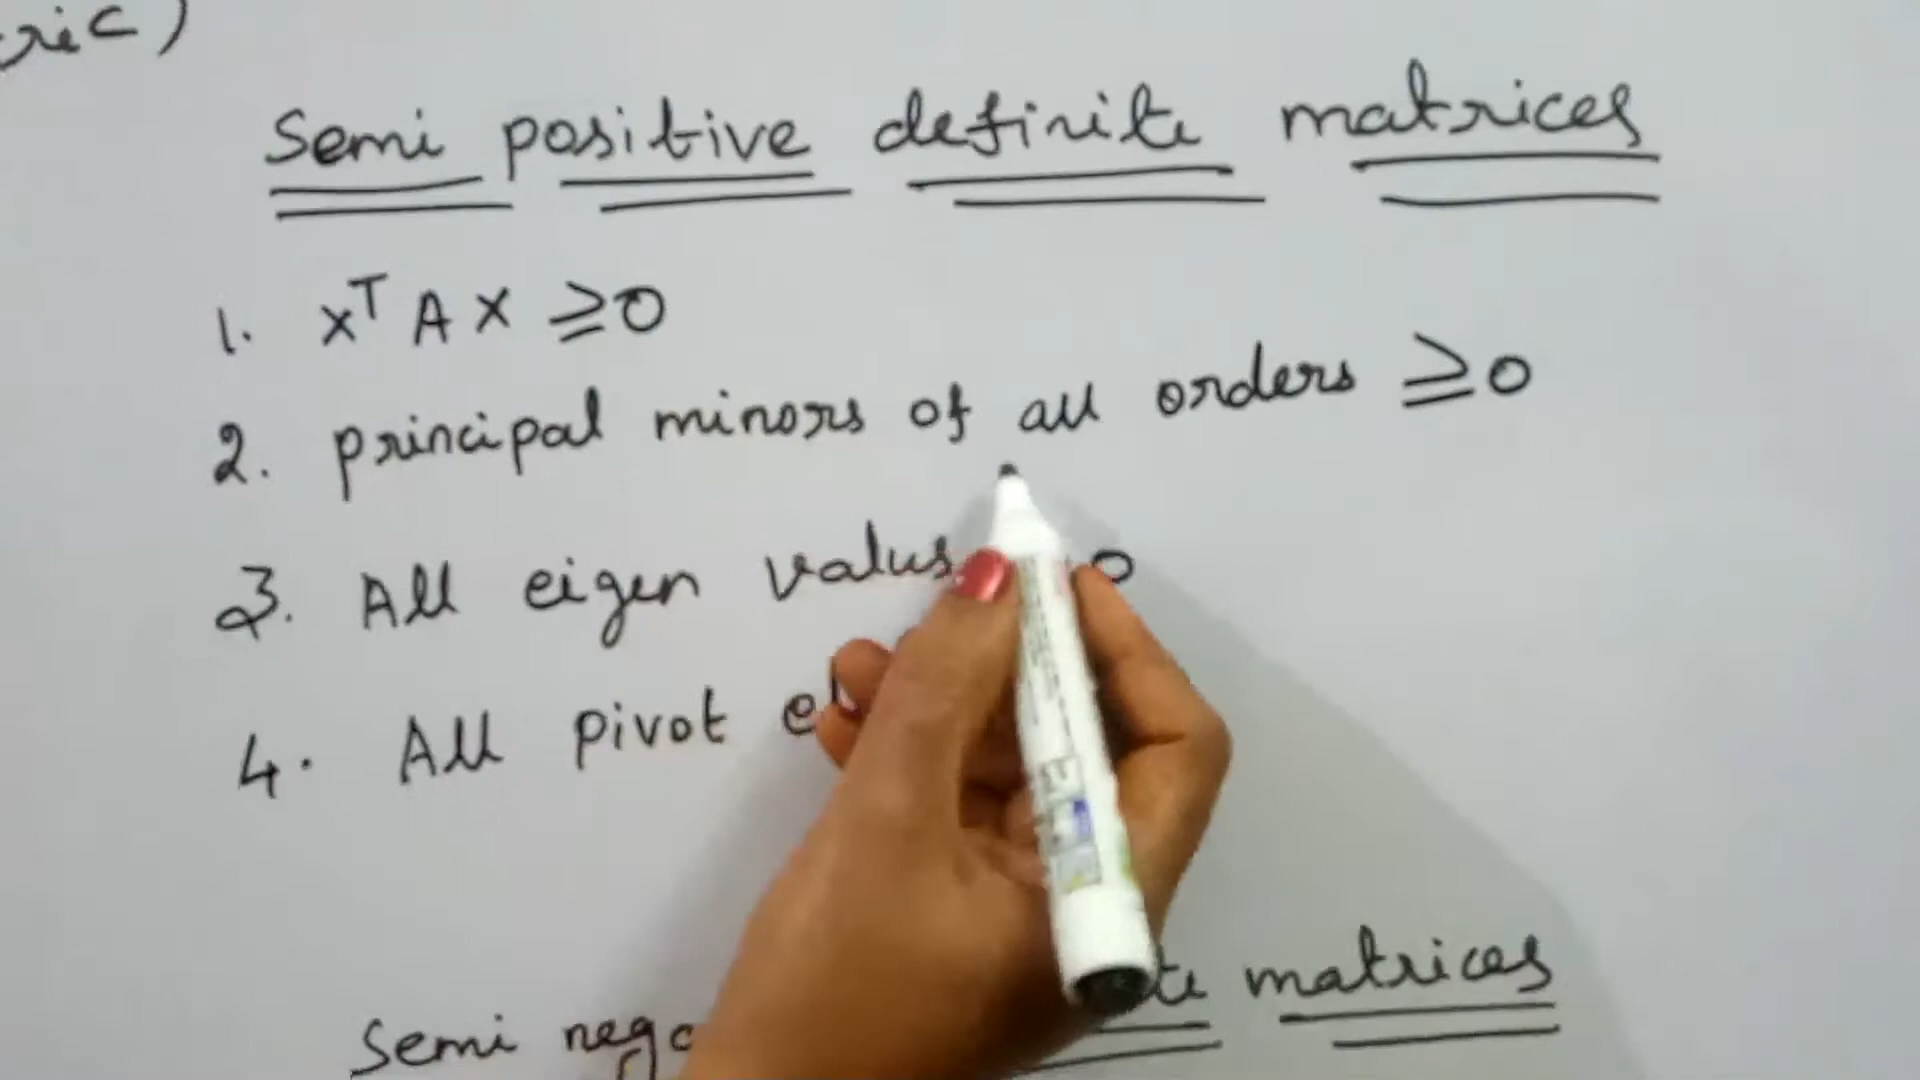 ric)
Semi positive definite matrices
1. X^T A X ≥0
2. principal minors of all orders ≥0
3. All eigen valus 0
4. All pivot
Semi matrices